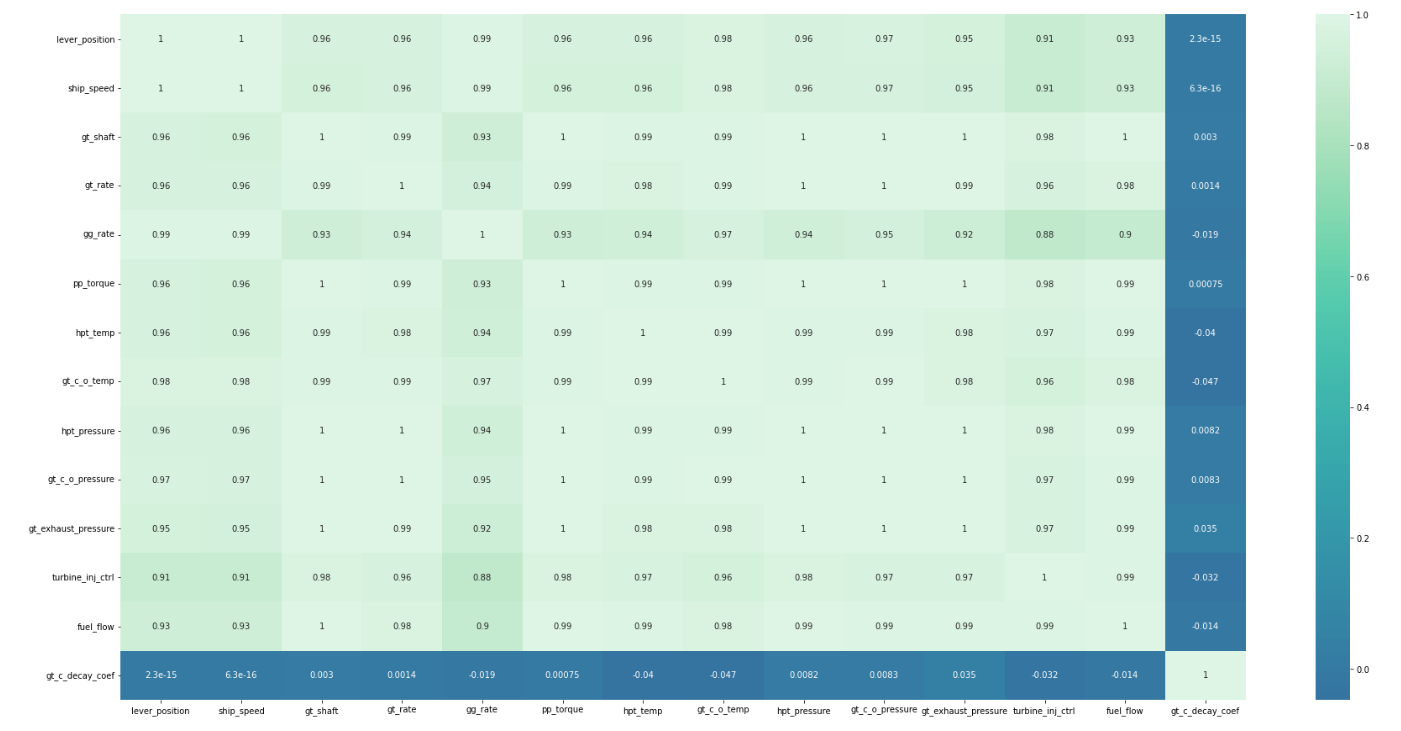 lever_position 1 1 0.96 0.96 0.99 0.96 0.96 0.98 0.96 0.97 0.95 0.91 0.93 2.3e-15
ship_speed 1 1 0.96 0.96 0.99 0.96 0.96 0.98 0.96 0.97 0.95 0.91 0.93 6.3e-16
gt_shaft 0.96 0.96 1 0.99 0.93 1 0.99 0.99 1 1 1 0.98 1 0.003
gt_rate 0.96 0.96 0.99 1 0.94 0.99 0.98 0.99 1 1 0.99 0.96 0.98 0.0014
gg_rate 0.99 0.99 0.93 0.94 1 0.93 0.94 0.97 0.94 0.95 0.92 0.88 0.9 -0.019
pp_torque 0.96 0.96 1 0.99 0.93 1 0.99 0.99 1 1 1 0.98 0.99 0.00075
hpt_temp 0.96 0.96 0.99 0.98 0.94 0.99 1 0.99 0.99 0.99 0.98 0.97 0.99 -0.04
gt_c_o_temp 0.98 0.98 0.99 0.99 0.97 0.99 0.99 1 0.99 0.99 0.98 0.96 0.98 -0.047
hpt_pressure 0.96 0.96 1 1 0.94 1 0.99 0.99 1 1 1 0.98 0.99 0.0082
gt_c_o_pressure 0.97 0.97 1 1 0.95 1 0.99 0.99 1 1 1 0.97 0.99 0.0083
gt_exhaust_pressure 0.95 0.95 1 0.99 0.92 1 0.98 0.98 1 1 1 0.97 0.99 0.035
turbine_inj_ctrl 0.91 0.91 0.98 0.96 0.88 0.98 0.97 0.96 0.98 0.97 0.97 1 0.99 -0.032
fuel_flow 0.93 0.93 1 0.98 0.9 0.99 0.99 0.98 0.99 0.99 0.99 0.99 1 -0.014
gt_c_decay_coef 2.3e-15 6.3e-16 0.003 0.0014 -0.019 0.00075 -0.04 -0.047 0.0082 0.0083 0.035 -0.032 -0.014 1
lever_position ship_speed gt_shaft gt_rate gg_rate pp_torque hpt_temp gt_c_o_temp hpt_pressure gt_c_o_pressure gt_exhaust_pressure turbine_inj_ctrl fuel_flow gt_c_decay_coef
1.0
0.8
0.6
0.4
0.2
0.0